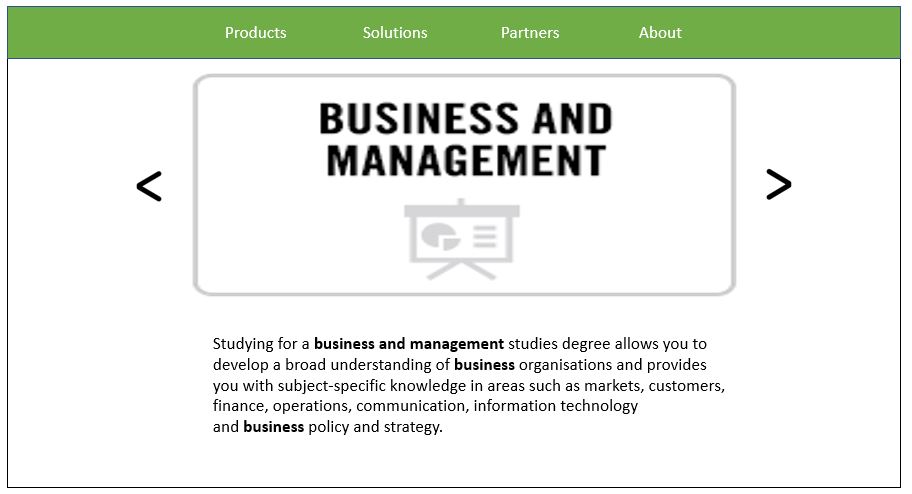 Products Solutions Partners About
BUSINESS AND
MANAGEMENT
< >
Studying for a business and management studies degree allows you to
develop a broad understanding of business organisations and provides
you with subject-specific knowledge in areas such as markets, customers,
finance, operations, communication, information technology
and business policy and strategy.